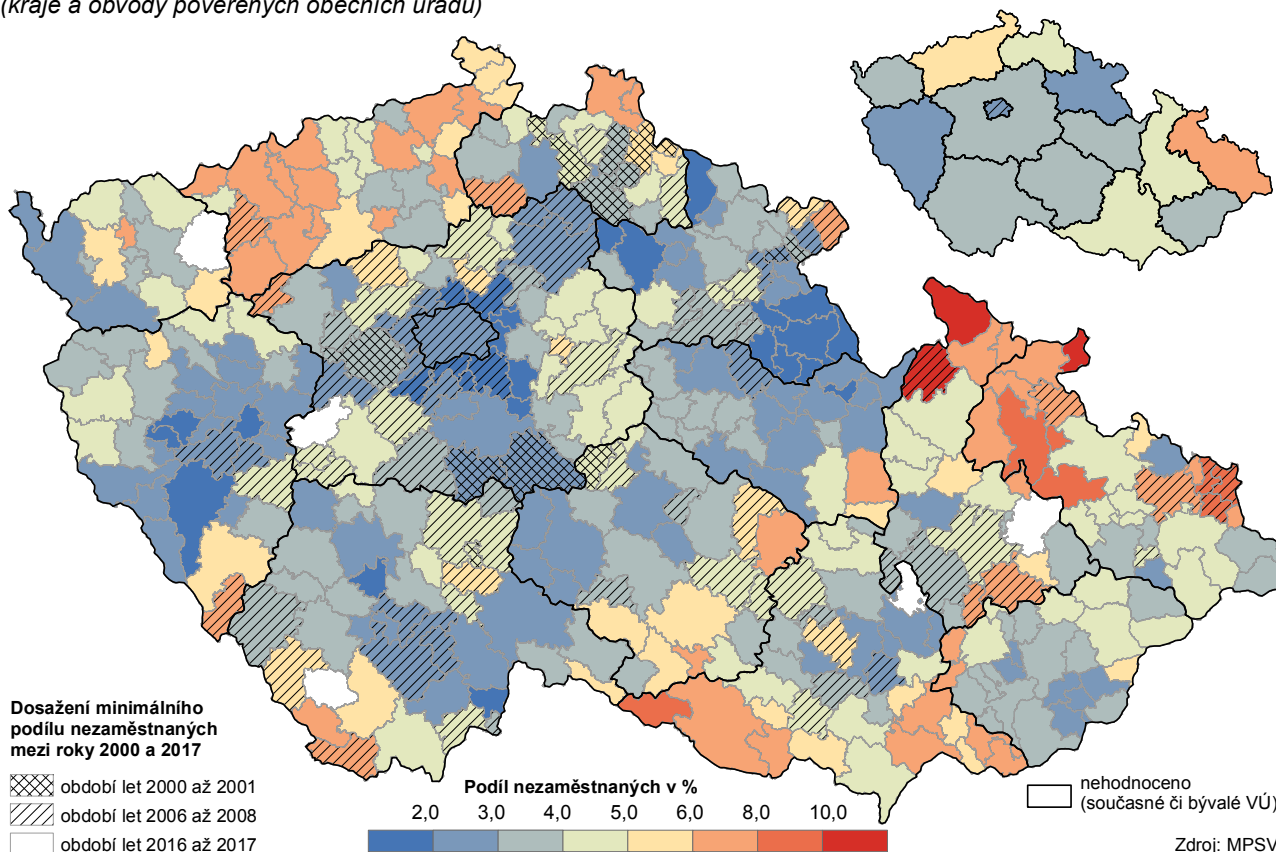 (kraje a obvody pověřených obecních úřadů)
Dosažení minimálního
podílu nezaměstnaných
mezi roky 2000 a 2017
období let 2000 až 2001
období let 2006 až 2008
období let 2016 až 2017
Podíl nezaměstnaných v %
2,0 3,0 4,0 5,0 6,0 8,0 10,0
nehodnoceno
(současné či bývalé VÚ)
Zdroj: MPSV